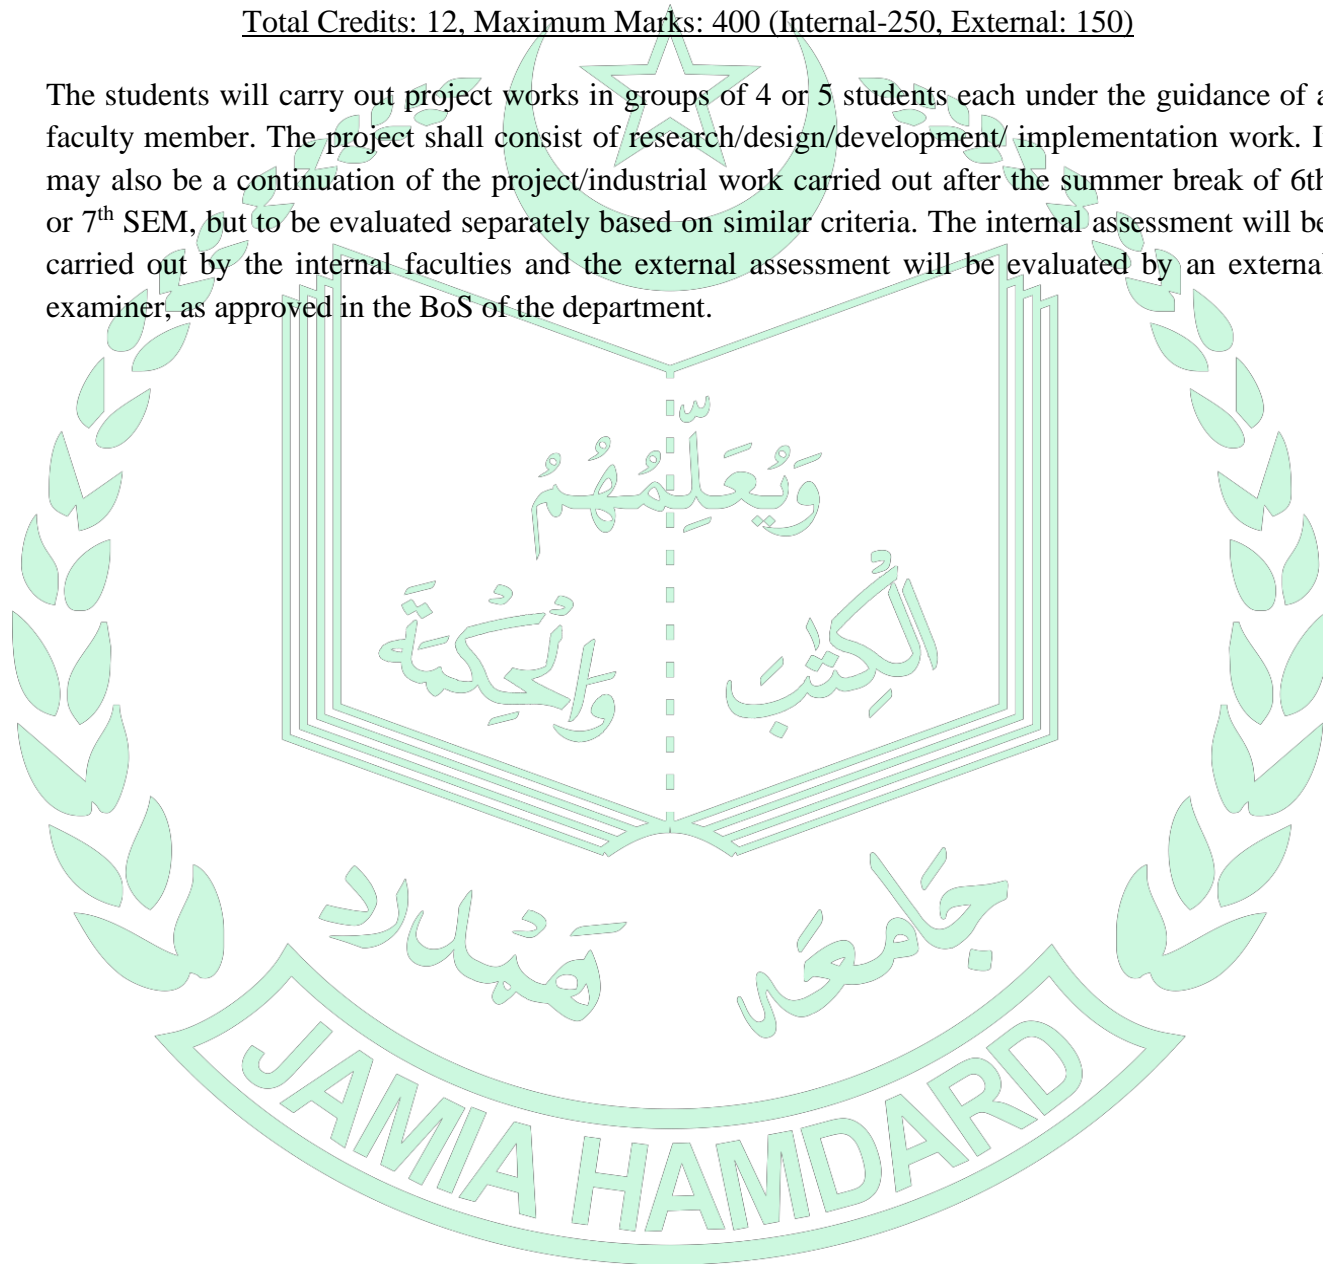 Total Credits: 12, Maximum Marks: 400 (Internal-250, External: 150)
The students will carry out project works in groups of 4 or 5 students each under the guidance of a
faculty member. The project shall consist of research/design/development/ implementation work. I
may also be a continuation of the project/industrial work carried out after the summer break of 6th
or 7th SEM, but to be evaluated separately based on similar criteria. The internal assessment will be
carried out by the internal faculties and the external assessment will be evaluated by an external
examiner, as approved in the BoS of the department.
وَيُعَلِّمُهُمُ
الْكِتٰبَ وَالْحِكْمَةَ
جَامعَہ هَمْدرد
JAMIA HAMDARD